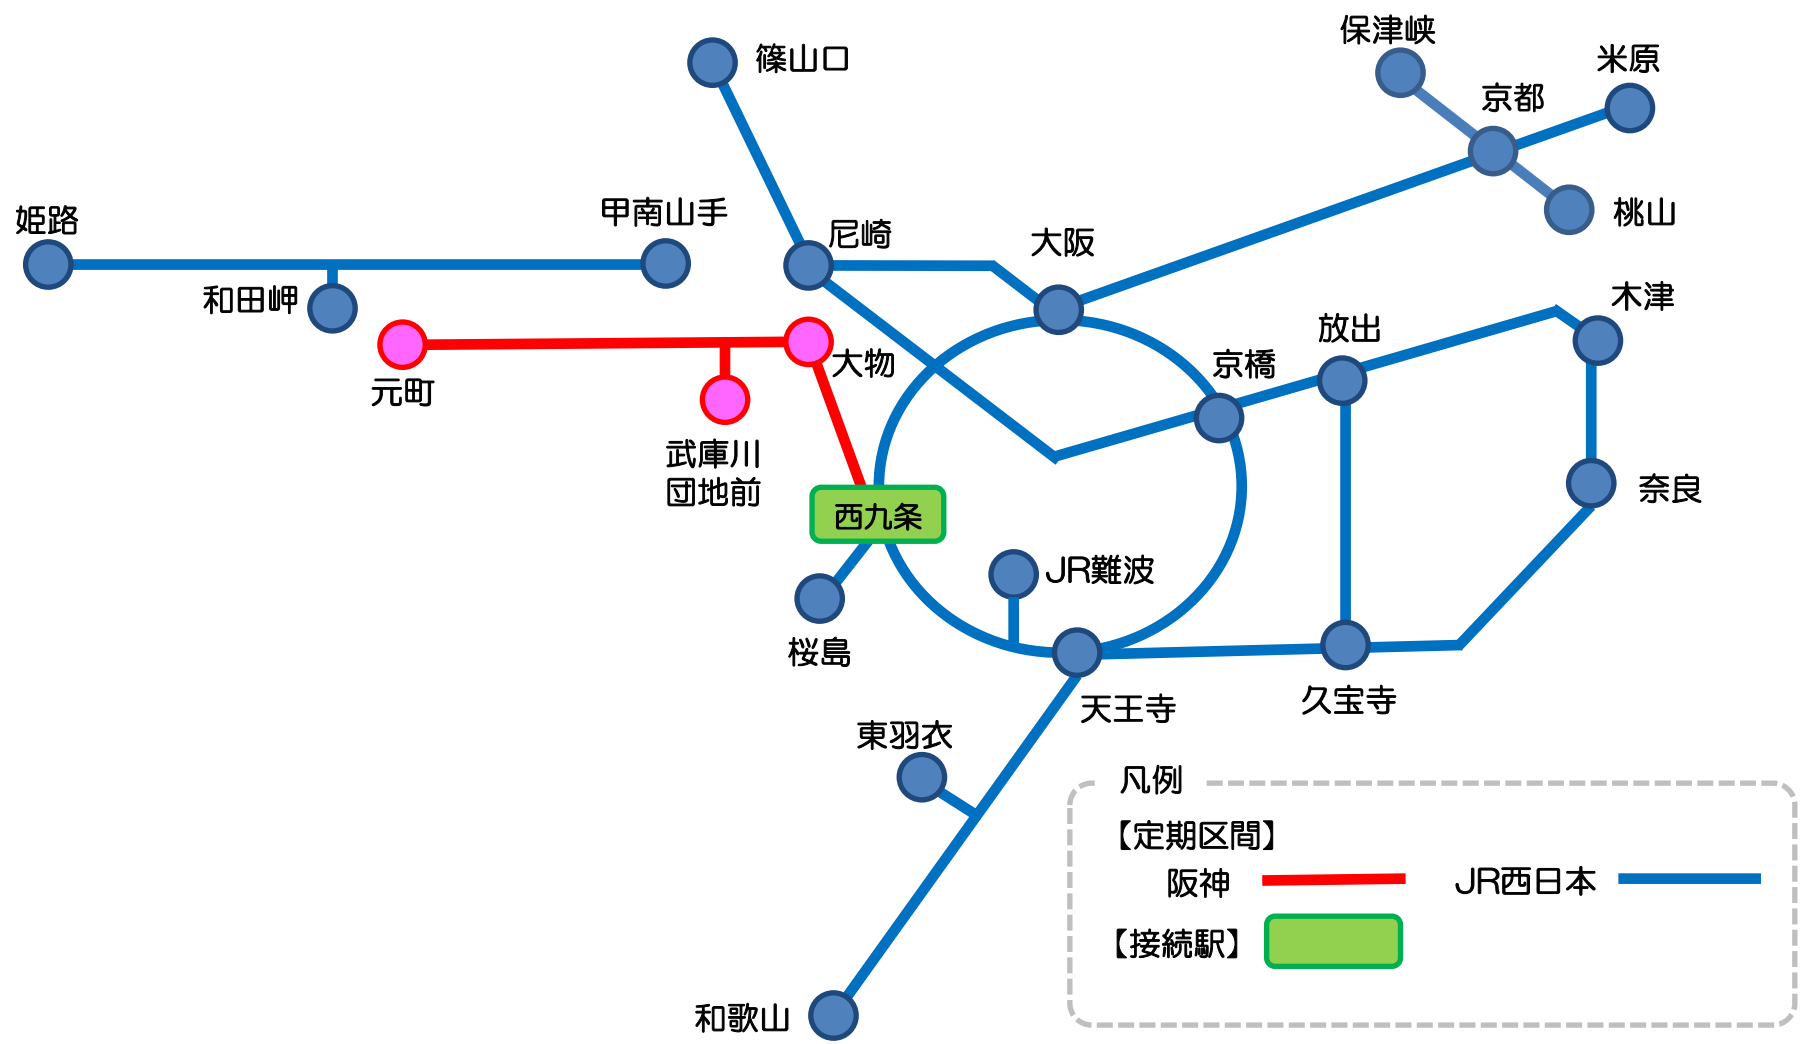 保津峡
篠山口
米原
京都
姫路
甲南山手
桃山
尼崎
大阪
和田岬
木津
放出
京橋
大物
元町
武庫川
団地前
奈良
西九条
JR難波
桜島
久宝寺
天王寺
東羽衣
凡例
【定期区間】
阪神
JR西日本
【接続駅】
和歌山